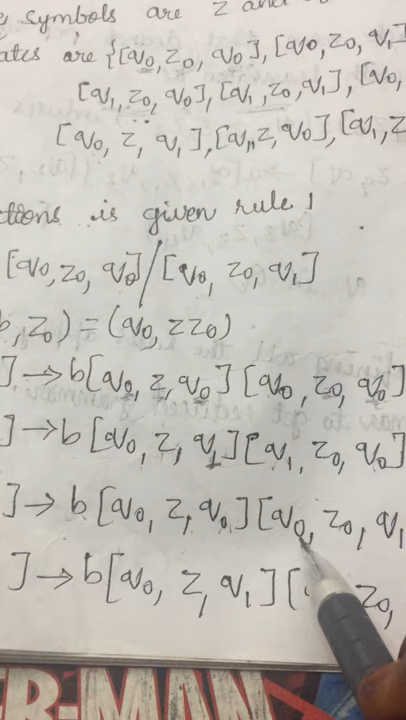 symbols are z and
ates are {[q0, z0, q0], [q0, z0, q1]
[q1, z0, q0], [q1, z0, q1], [q0,
[q0, z, q1], [q1, z, q0], [q1, z
tions is given rule 1
[q0, z0, q0]/[q0, z0, q1]
b, z0) = (q0, zz0)
] → b[q0, z, q0][q0, z0, q0]
] → b[q0, z, q1][q1, z0, q0]
] → b[q0, z, q0][q0, z0, q1
] → b[q0, z, q1][ z0,
ER-MAN